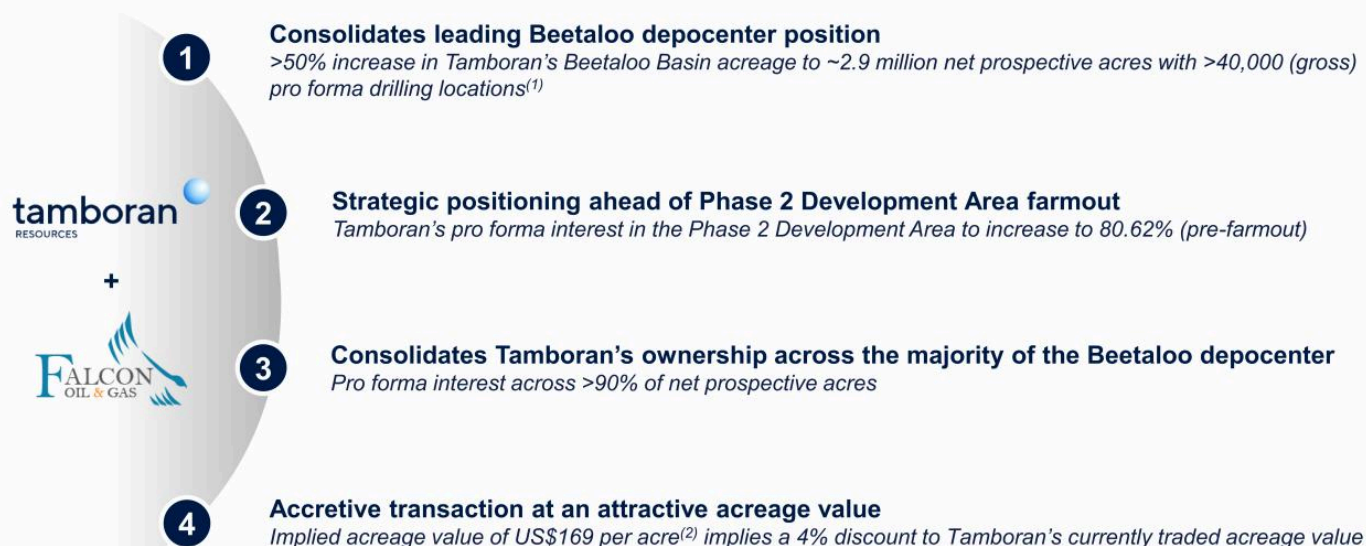 1
Consolidates leading Beetaloo depocenter position
>50% increase in Tamboran's Beetaloo Basin acreage to ~2.9 million net prospective acres with >40,000 (gross)
pro forma drilling locations(1)
tamboran
RESOURCES
2
Strategic positioning ahead of Phase 2 Development Area farmout
Tamboran's pro forma interest in the Phase 2 Development Area to increase to 80.62% (pre-farmout)
+
FALCON
OIL & GAS
3
Consolidates Tamboran's ownership across the majority of the Beetaloo depocenter
Pro forma interest across >90% of net prospective acres
4
Accretive transaction at an attractive acreage value
Implied acreage value of US$169 per acre(2) implies a 4% discount to Tamboran's currently traded acreage value